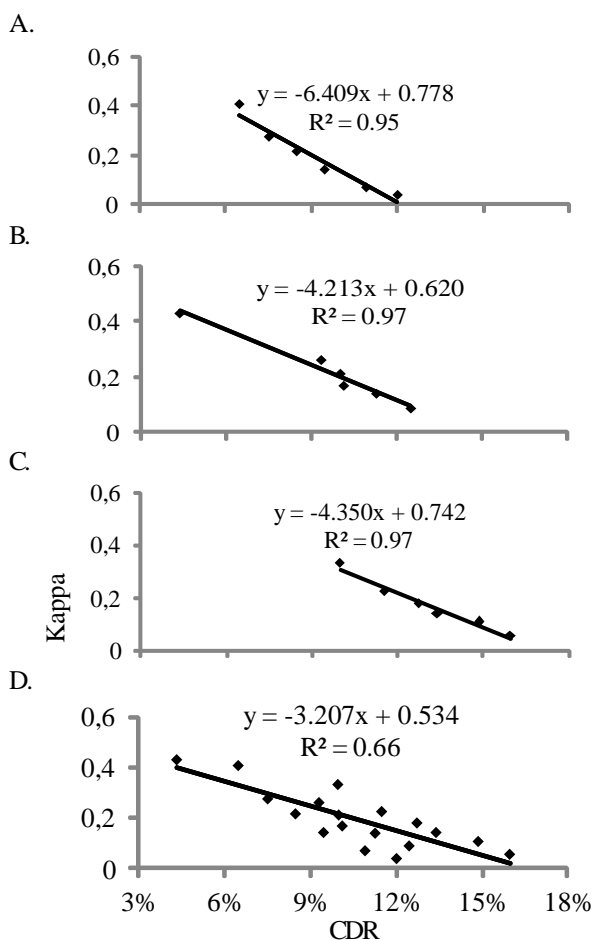 A.
0,6
y = -6.409x + 0.778
R² = 0.95
0,4
0,2
0
B.
0,6
y = -4.213x + 0.620
R² = 0.97
0,4
0,2
0
C.
0,6
y = -4.350x + 0.742
R² = 0.97
0,4
0,2
0
Kappa
D.
0,6
y = -3.207x + 0.534
R² = 0.66
0,4
0,2
0
3% 6% 9% 12% 15% 18%
CDR